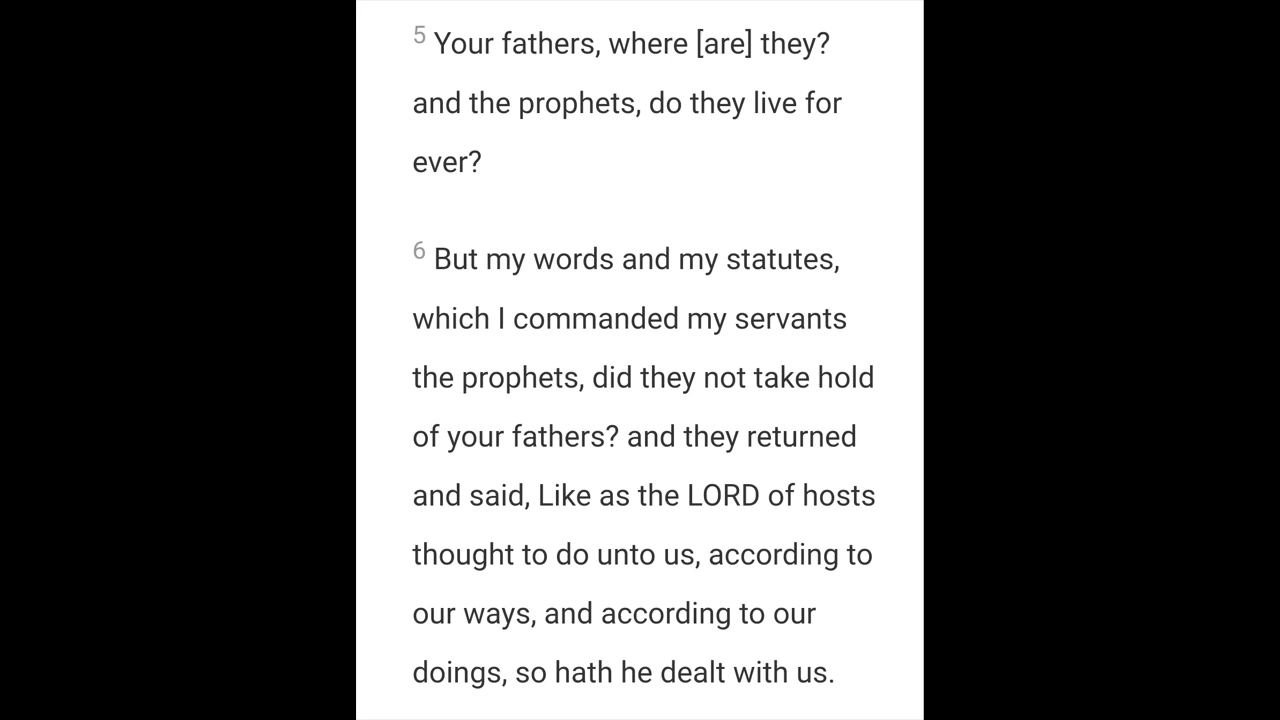 5 Your fathers, where [are] they?
and the prophets, do they live for
ever?
6 But my words and my statutes,
which I commanded my servants
the prophets, did they not take hold
of your fathers? and they returned
and said, Like as the LORD of hosts
thought to do unto us, according to
our ways, and according to our
doings, so hath he dealt with us.